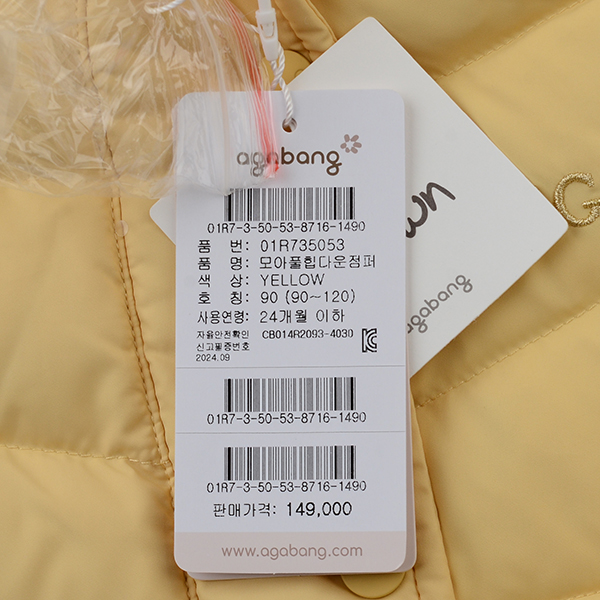 agabang
01R7-3-50-53-8716-1490
품 번: 01R735053
품 명: 모아풀힙다운점퍼
색 상: YELLOW
호 칭: 90 (90~120)
사용연령: 24개월 이하
자율안전확인 CB014R2093-4030
신고필증번호
2024.09
01R7-3-50-53-8716-1490
01R7-3-50-53-8716-1490
판매가격: 149,000
www.agabang.com
wn
agabang
G